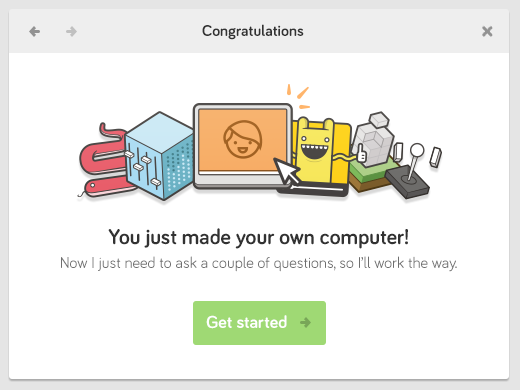 Congratulations
You just made your own computer!
Now I just need to ask a couple of questions, so I'll work the way.
Get started